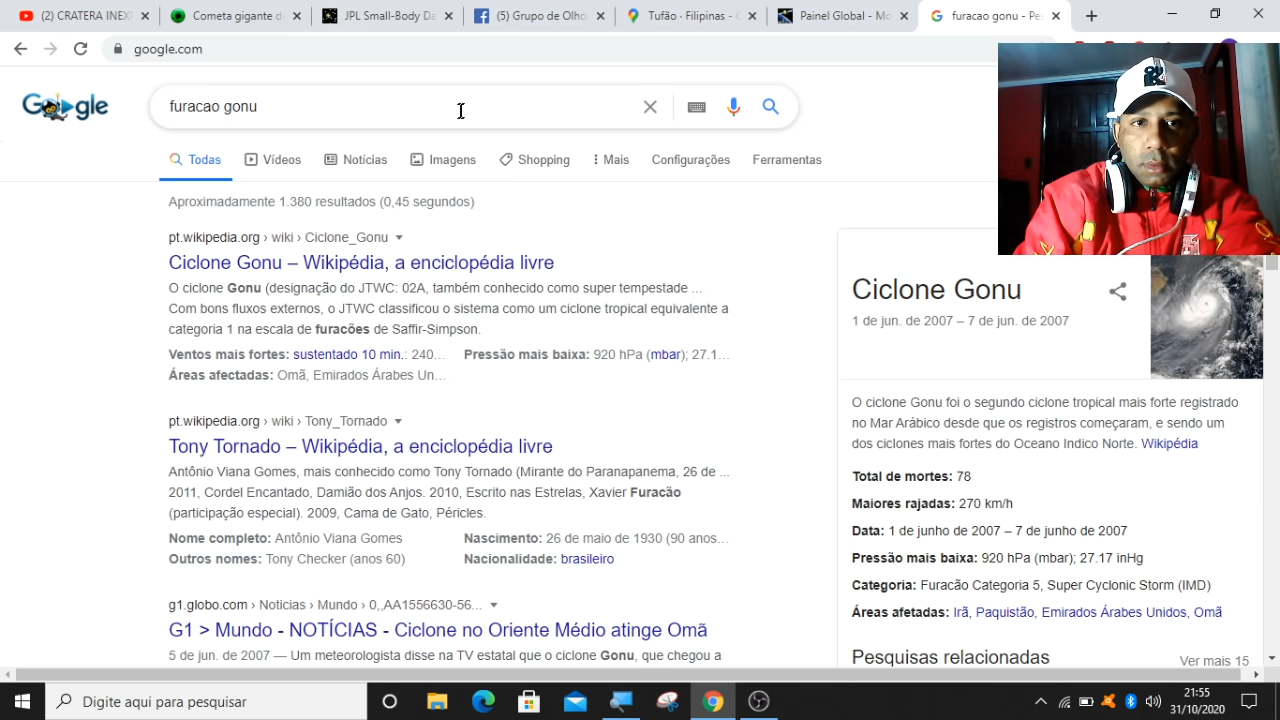 (2) CRATERA INEXI
Cometa gigante de
JPL Small-Body Da
(5) Grupo de Olho
Tufão · Filipinas - G
Painel Global - Mo
furacao gonu - Pes
google.com
Google
furacao gonu
Todas
Vídeos
Notícias
Imagens
Shopping
Mais
Configurações
Ferramentas
Aproximadamente 1.380 resultados (0,45 segundos)
pt.wikipedia.org › wiki › Ciclone_Gonu
Ciclone Gonu – Wikipédia, a enciclopédia livre
O ciclone Gonu (designação do JTWC: 02A, também conhecido como super tempestade ...
Com bons fluxos externos, o JTWC classificou o sistema como um ciclone tropical equivalente a
categoria 1 na escala de furacões de Saffir-Simpson.
Ventos mais fortes: sustentado 10 min.: 240... Pressão mais baixa: 920 hPa (mbar); 27.1...
Áreas afectadas: Omã, Emirados Árabes Un...
pt.wikipedia.org › wiki › Tony_Tornado
Tony Tornado – Wikipédia, a enciclopédia livre
Antônio Viana Gomes, mais conhecido como Tony Tornado (Mirante do Paranapanema, 26 de ...
2011, Cordel Encantado, Damião dos Anjos. 2010, Escrito nas Estrelas, Xavier Furacão
(participação especial). 2009, Cama de Gato, Péricles.
Nome completo: Antônio Viana Gomes Nascimento: 26 de maio de 1930 (90 anos...
Outros nomes: Tony Checker (anos 60) Nacionalidade: brasileiro
g1.globo.com › Noticias › Mundo › 0,,AA1556630-56...
G1 > Mundo - NOTÍCIAS - Ciclone no Oriente Médio atinge Omã
5 de jun. de 2007 — Um meteorologista disse na TV estatal que o ciclone Gonu, que chegou a
Ciclone Gonu
1 de jun. de 2007 – 7 de jun. de 2007
O ciclone Gonu foi o segundo ciclone tropical mais forte registrado
no Mar Arábico desde que os registros começaram, e sendo um
dos ciclones mais fortes do Oceano Indico Norte. Wikipédia
Total de mortes: 78
Maiores rajadas: 270 km/h
Data: 1 de junho de 2007 – 7 de junho de 2007
Pressão mais baixa: 920 hPa (mbar); 27.17 inHg
Categoria: Furacão Categoria 5, Super Cyclonic Storm (IMD)
Áreas afetadas: Irã, Paquistão, Emirados Árabes Unidos, Omã
Pesquisas relacionadas
Ver mais 15
Digite aqui para pesquisar
21:55
31/10/2020